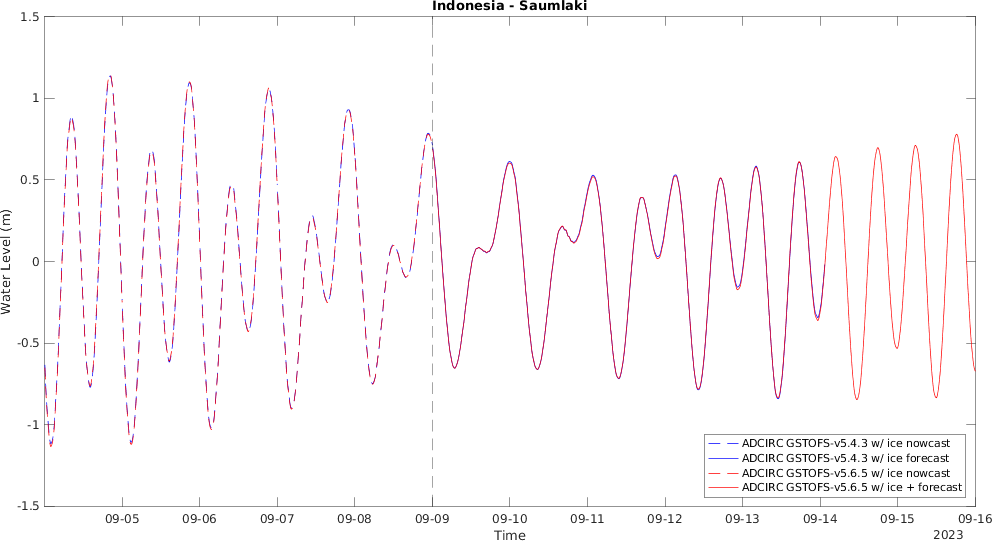 Indonesia - Saumlaki
1.5
1
0.5
0
-0.5
-1
-1.5
Water Level (m)
ADCIRC GSTOFS-v5.4.3 w/ ice nowcast
ADCIRC GSTOFS-v5.4.3 w/ ice forecast
ADCIRC GSTOFS-v5.6.5 w/ ice nowcast
ADCIRC GSTOFS-v5.6.5 w/ ice + forecast
09-05 09-06 09-07 09-08 09-09 09-10 09-11 09-12 09-13 09-14 09-15 09-16
Time
2023